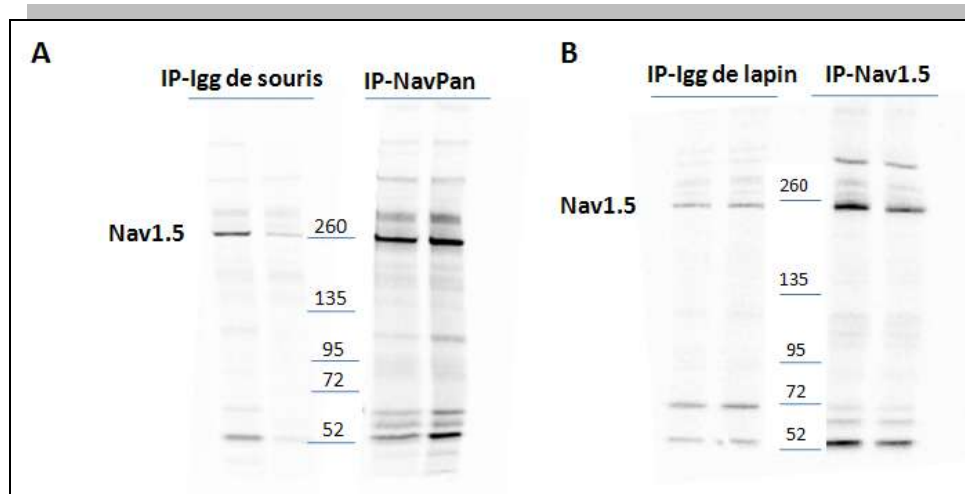 A
IP-Igg de souris
IP-NavPan
Nav1.5
260
135
95
72
52
B
IP-Igg de lapin
IP-Nav1.5
Nav1.5
260
135
95
72
52